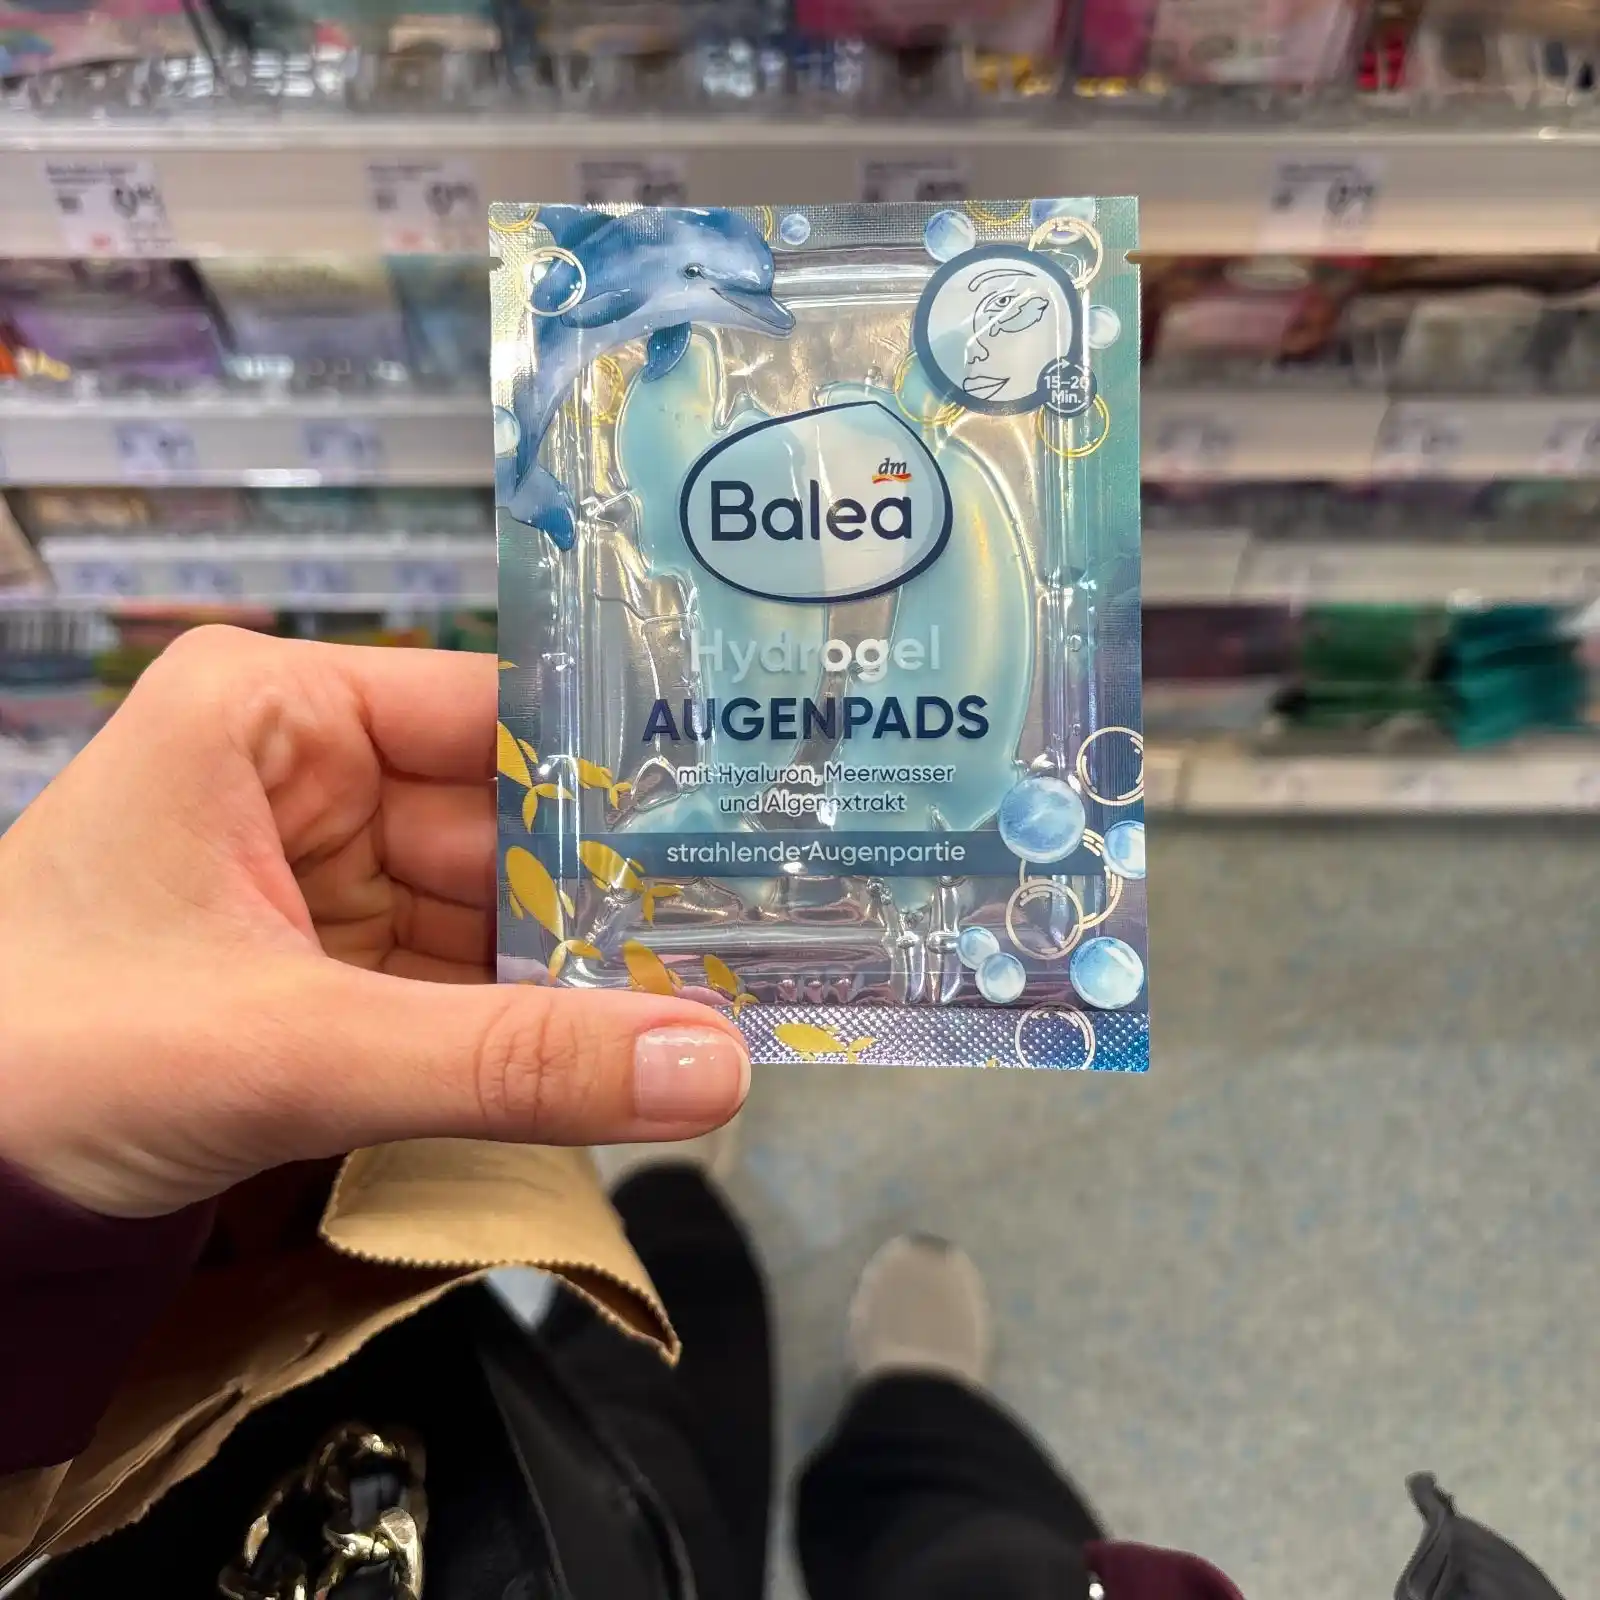 15–20
Min.
dm
Balea
Hydrogel
AUGENPADS
mit Hyaluron, Meerwasser
und Algenextrakt
strahlende Augenpartie